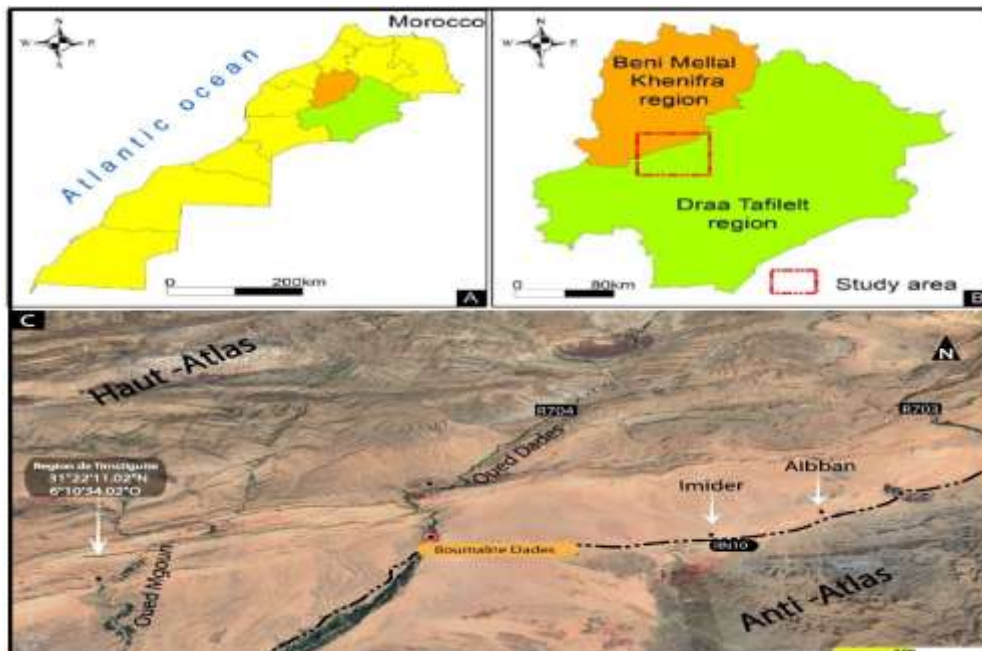 Morocco
N
W E
S
Atlantic ocean
0 200km
A
N
W E
S
Beni Mellal
Khenifra
region
Draa Tafilelt
region
Study area
0 80km
B
C
N
Haut -Atlas
R704
R703
Oued Dades
Region de
31°22'11.02"N
6°10'34.02"O
Albban
Imider
RN10
Boumalne Dades
Oued Mgoun
Anti -Atlas